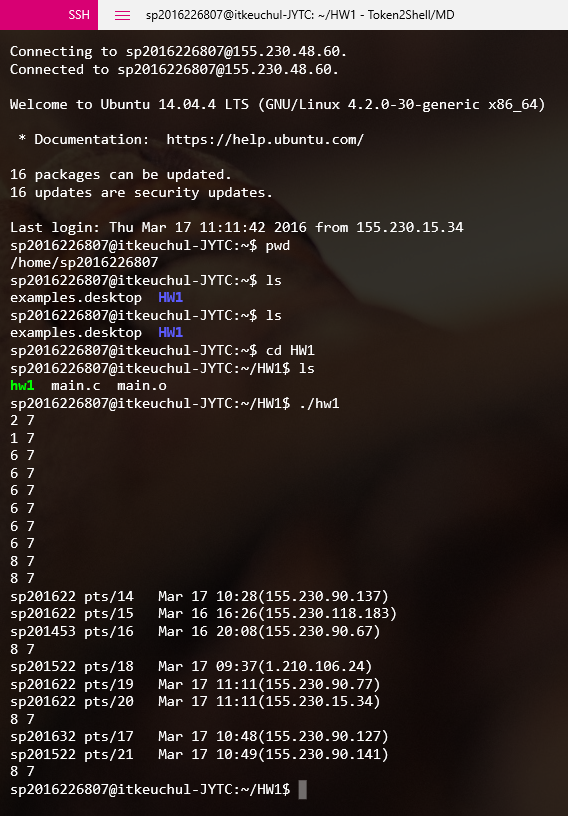 SSH
sp2016226807@itkeuchul-JYTC: ~/HW1 - Token2Shell/MD
Connecting to sp2016226807@155.230.48.60.
Connected to sp2016226807@155.230.48.60.
Welcome to Ubuntu 14.04.4 LTS (GNU/Linux 4.2.0-30-generic x86_64)
 * Documentation:  https://help.ubuntu.com/
16 packages can be updated.
16 updates are security updates.
Last login: Thu Mar 17 11:11:42 2016 from 155.230.15.34
sp2016226807@itkeuchul-JYTC:~$ pwd
/home/sp2016226807
sp2016226807@itkeuchul-JYTC:~$ ls
examples.desktop  HW1
sp2016226807@itkeuchul-JYTC:~$ ls
examples.desktop  HW1
sp2016226807@itkeuchul-JYTC:~$ cd HW1
sp2016226807@itkeuchul-JYTC:~/HW1$ ls
hw1  main.c  main.o
sp2016226807@itkeuchul-JYTC:~/HW1$ ./hw1
2 7
1 7
6 7
6 7
6 7
6 7
6 7
6 7
8 7
8 7
sp201622 pts/14   Mar 17 10:28(155.230.90.137)
sp201622 pts/15   Mar 16 16:26(155.230.118.183)
sp201453 pts/16   Mar 16 20:08(155.230.90.67)
8 7
sp201522 pts/18   Mar 17 09:37(1.210.106.24)
sp201622 pts/19   Mar 17 11:11(155.230.90.77)
sp201622 pts/20   Mar 17 11:11(155.230.15.34)
8 7
sp201632 pts/17   Mar 17 10:48(155.230.90.127)
sp201522 pts/21   Mar 17 10:49(155.230.90.141)
8 7
sp2016226807@itkeuchul-JYTC:~/HW1$